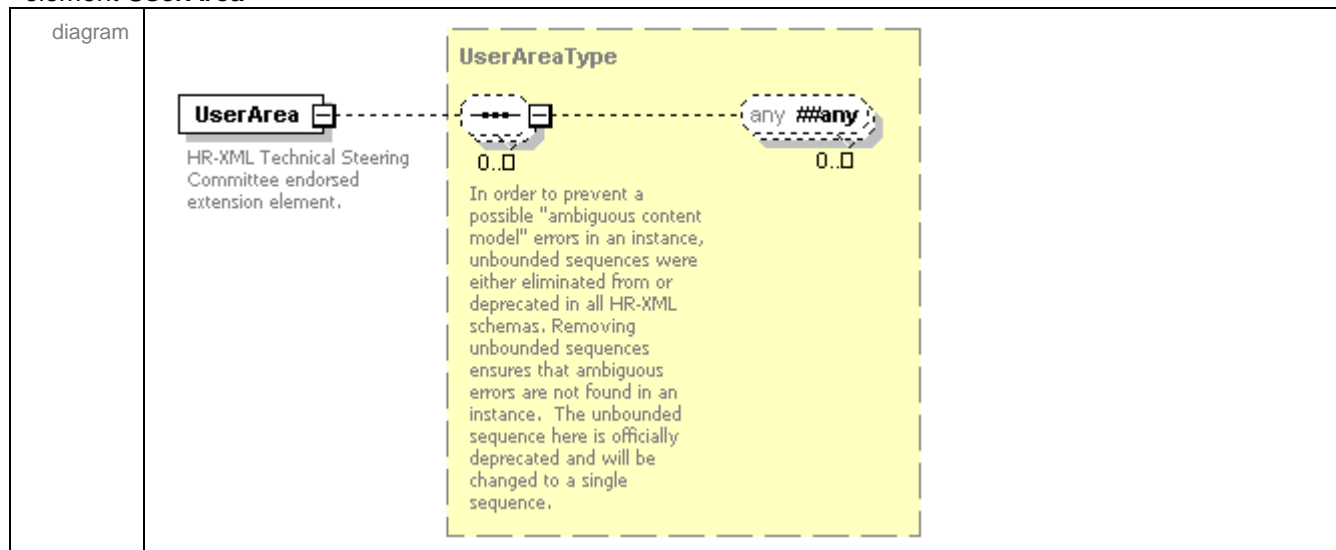 element UserArea
diagram
UserAreaType
UserArea
any ##any
0..
0..
HR-XML Technical Steering
Committee endorsed
extension element.
In order to prevent a
possible "ambiguous content
model" errors in an instance,
unbounded sequences were
either eliminated from or
deprecated in all HR-XML
schemas. Removing
unbounded sequences
ensures that ambiguous
errors are not found in an
instance. The unbounded
sequence here is officially
deprecated and will be
changed to a single
sequence.